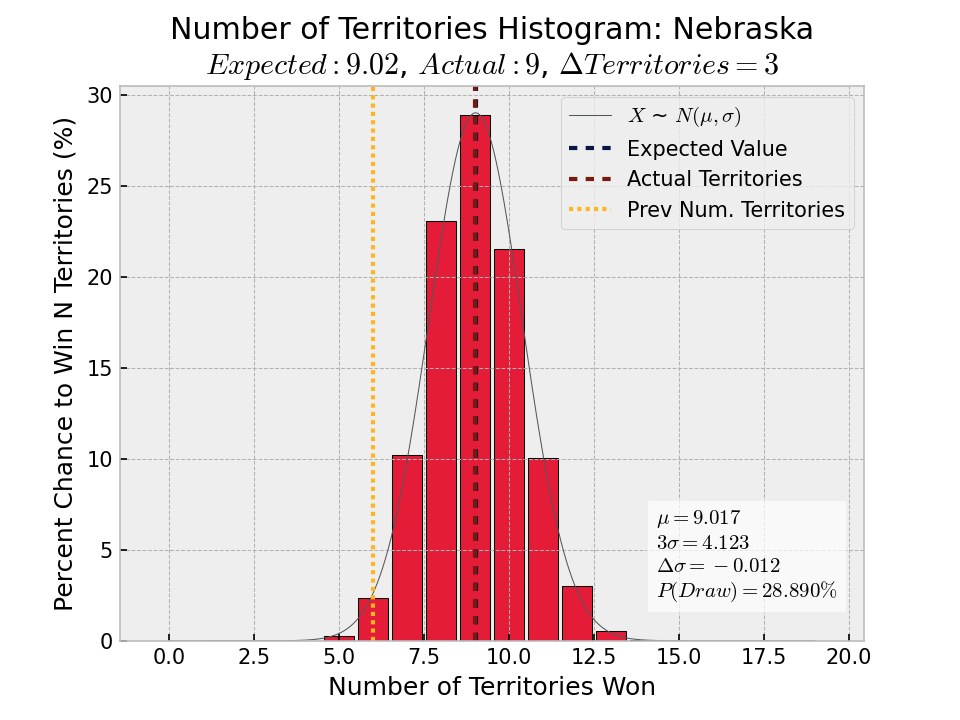 Number of Territories Histogram: Nebraska
Expected : 9.02, Actual : 9, ΔTerritories = 3
Percent Chance to Win N Territories (%)
30
25
20
15
10
5
0
X ~ N(μ, σ)
Expected Value
Actual Territories
Prev Num. Territories
μ = 9.017
3σ = 4.123
Δσ = −0.012
P(Draw) = 28.890%
0.0 2.5 5.0 7.5 10.0 12.5 15.0 17.5 20.0
Number of Territories Won